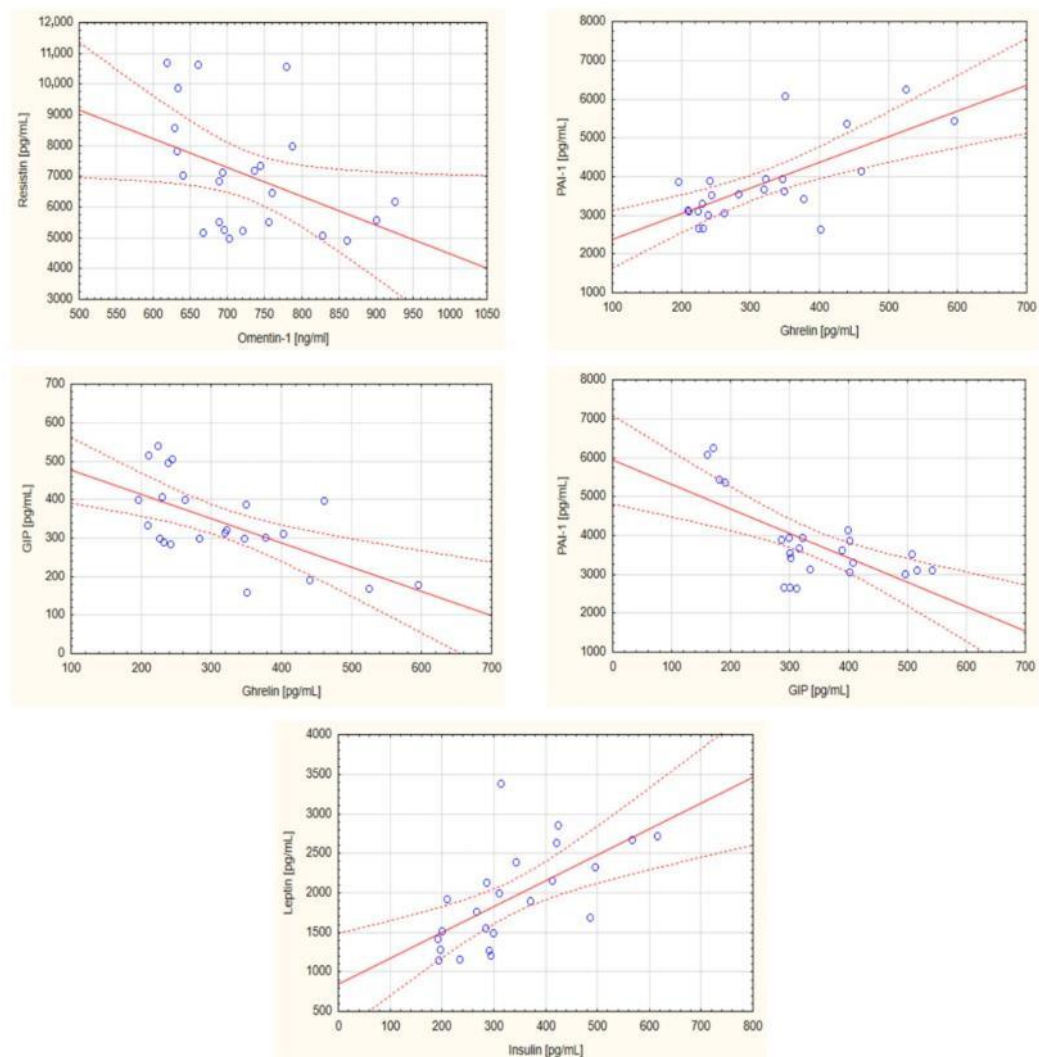 12,000
11,000
10,000
9000
8000
7000
6000
5000
4000
3000
Resistin [pg/mL]
500 550 600 650 700 750 800 850 900 950 1000 1050
Omentin-1 [ng/ml]
8000
7000
6000
5000
4000
3000
2000
1000
PAI-1 [pg/mL]
100 200 300 400 500 600 700
Ghrelin [pg/mL]
700
600
500
400
300
200
100
0
GIP [pg/mL]
100 200 300 400 500 600 700
Ghrelin [pg/mL]
8000
7000
6000
5000
4000
3000
2000
1000
PAI-1 [pg/mL]
0 100 200 300 400 500 600 700
GIP [pg/mL]
4000
3500
3000
2500
2000
1500
1000
500
Leptin [pg/mL]
0 100 200 300 400 500 600 700 800
Insulin [pg/mL]